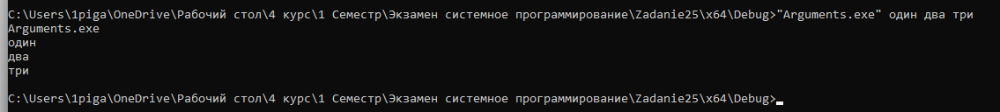 C:\Users\1piga\OneDrive\Рабочий стол\4 курс\1 Семестр\Экзамен системное программирование\Zadanie25\x64\Debug>"Arguments.exe" один два три
Arguments.exe
один
два
три
C:\Users\1piga\OneDrive\Рабочий стол\4 курс\1 Семестр\Экзамен системное программирование\Zadanie25\x64\Debug>